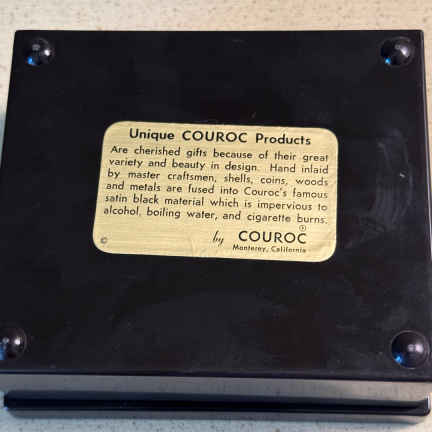 Unique COUROC Products
Are cherished gifts because of their great
variety and beauty in design. Hand inlaid
by master craftsmen, shells, coins, woods
and metals are fused into Couroc's famous
satin black material which is impervious to
alcohol, boiling water, and cigarette burns.
by COUROC ®
© Monterey, California